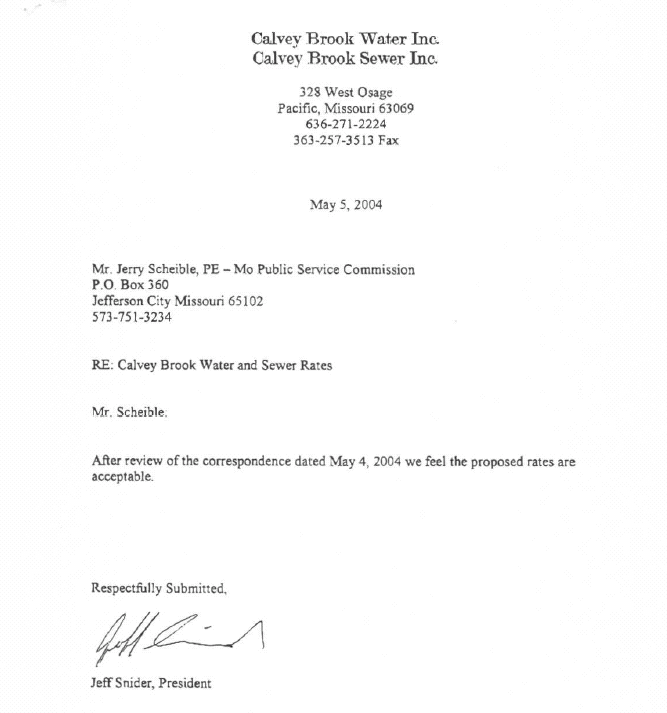 Calvey Brook Water Inc.
Calvey Brook Sewer Inc.
328 West Osage
Pacific, Missouri 63069
636-271-2224
363-257-3513 Fax
May 5, 2004
Mr. Jerry Scheible, PE – Mo Public Service Commission
P.O. Box 360
Jefferson City Missouri 65102
573-751-3234
RE: Calvey Brook Water and Sewer Rates
Mr. Scheible:
After review of the correspondence dated May 4, 2004 we feel the proposed rates are
acceptable.
Respectfully Submitted,
Jeff Snider, President